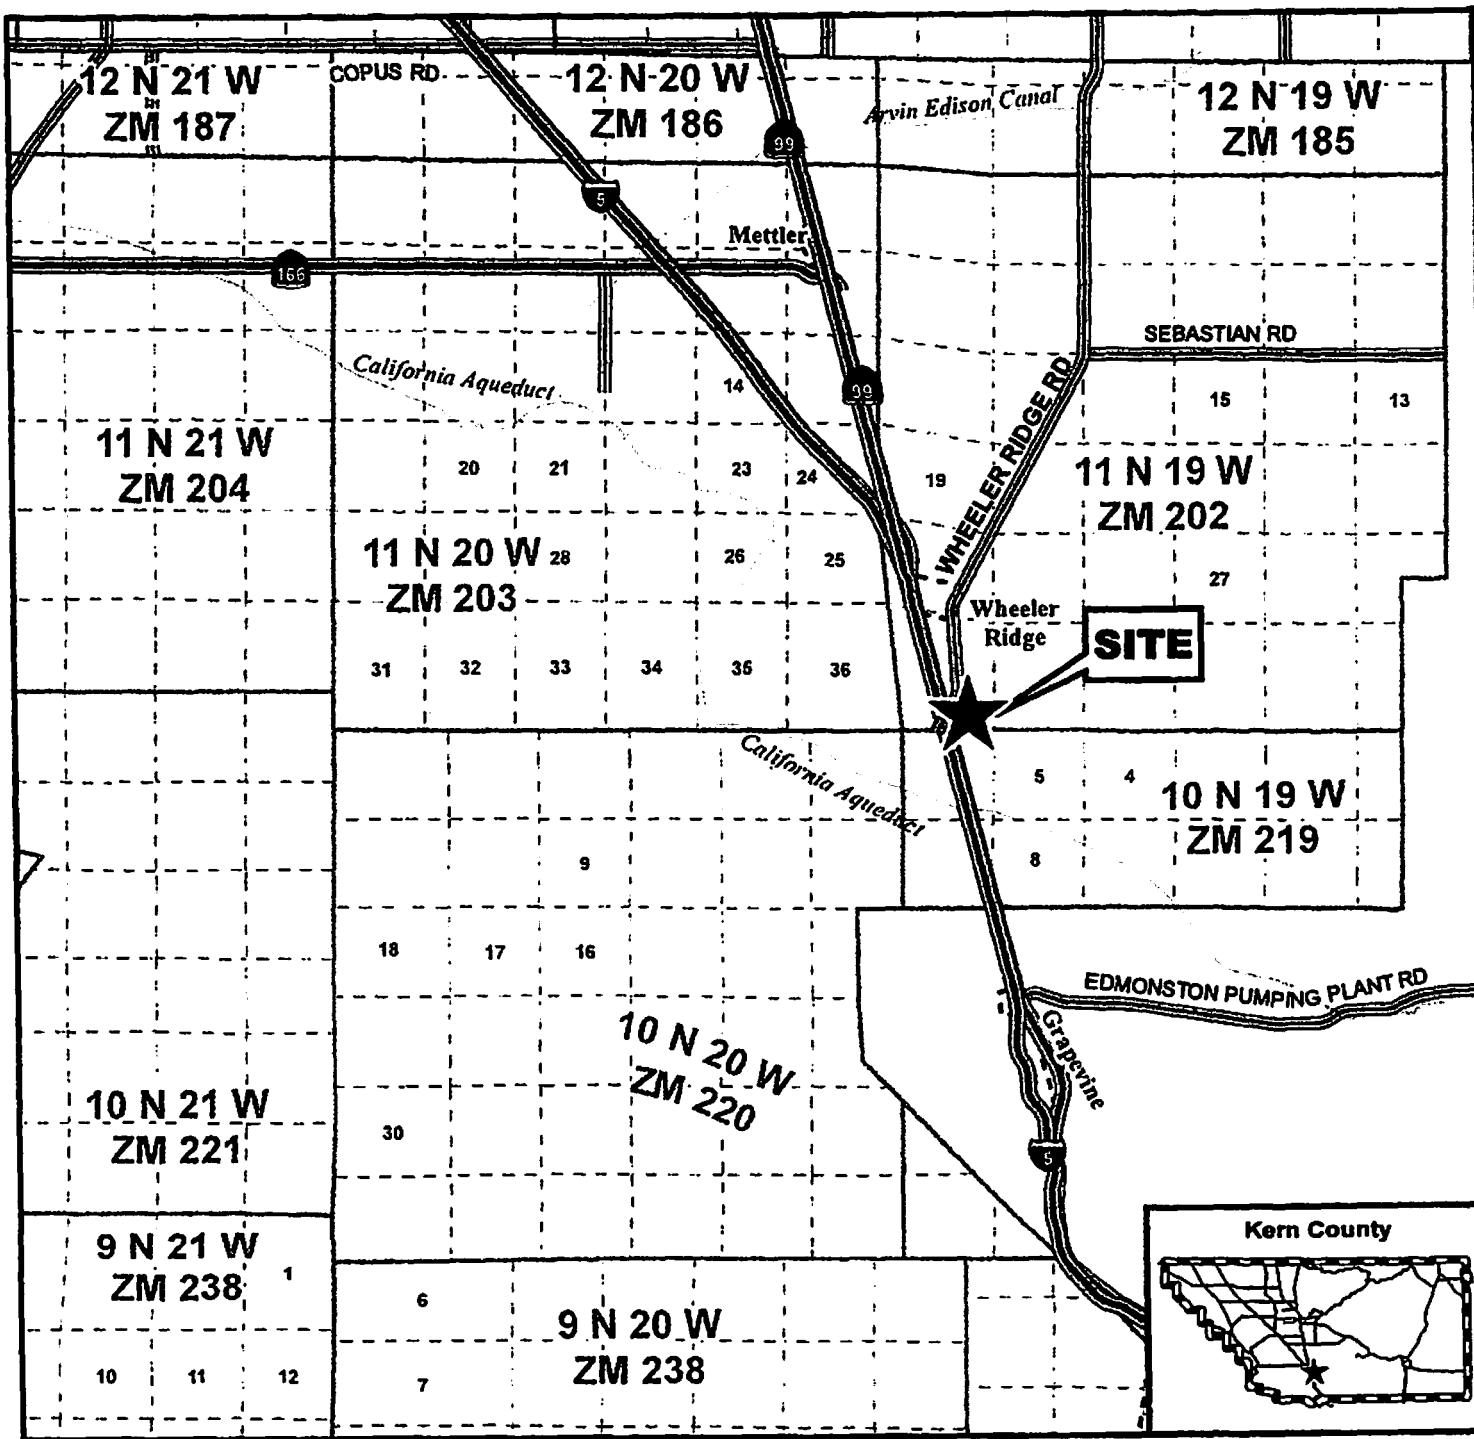 12 N 21 W
ZM 187
COPUS RD
12 N 20 W
ZM 186
99
Arvin Edison Canal
12 N 19 W
ZM 185
5
Mettler
166
SEBASTIAN RD
California Aqueduct
14
99
WHEELER RIDGE RD
15
13
11 N 21 W
ZM 204
20
21
23
24
19
11 N 19 W
ZM 202
11 N 20 W
ZM 203
28
26
25
27
Wheeler
Ridge
SITE
31
32
33
34
35
36
California Aqueduct
5
4
10 N 19 W
ZM 219
9
8
18
17
16
EDMONSTON PUMPING PLANT RD
Grapevine
10 N 20 W
ZM 220
10 N 21 W
ZM 221
30
5
9 N 21 W
ZM 238
1
6
9 N 20 W
ZM 238
10
11
12
7
Kern County